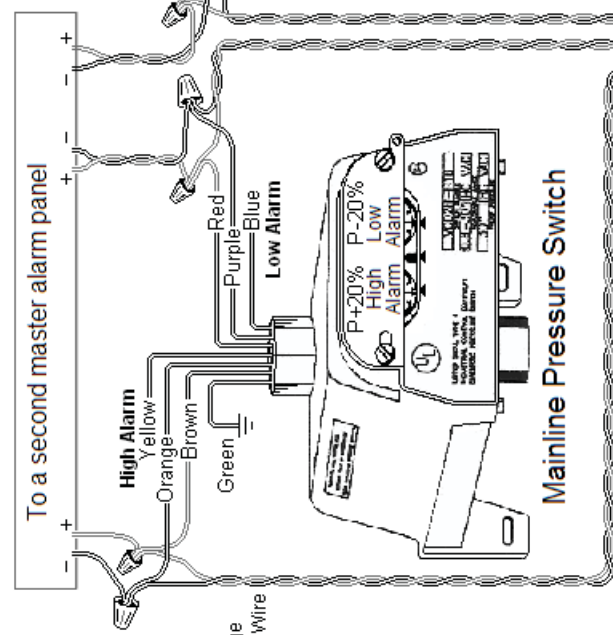 To a second master alarm panel
+
−
−
+
+
−
High Alarm
Yellow
Orange
Brown
Green
Red
Purple
Blue
Low Alarm
P+20%
High
Alarm
P-20%
Low
Alarm
UL
Mainline Pressure Switch
Wire